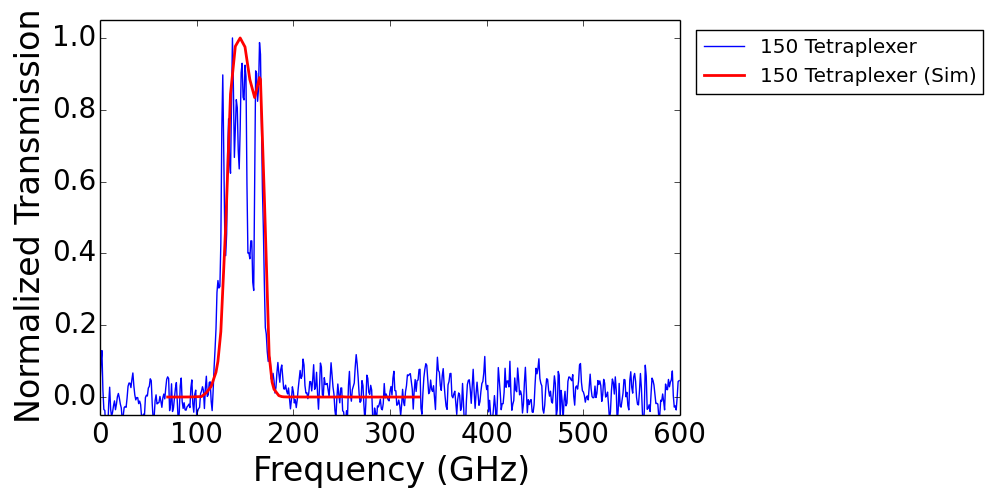 Normalized Transmission
1.0
0.8
0.6
0.4
0.2
0.0
0 100 200 300 400 500 600
Frequency (GHz)
150 Tetraplexer
150 Tetraplexer (Sim)